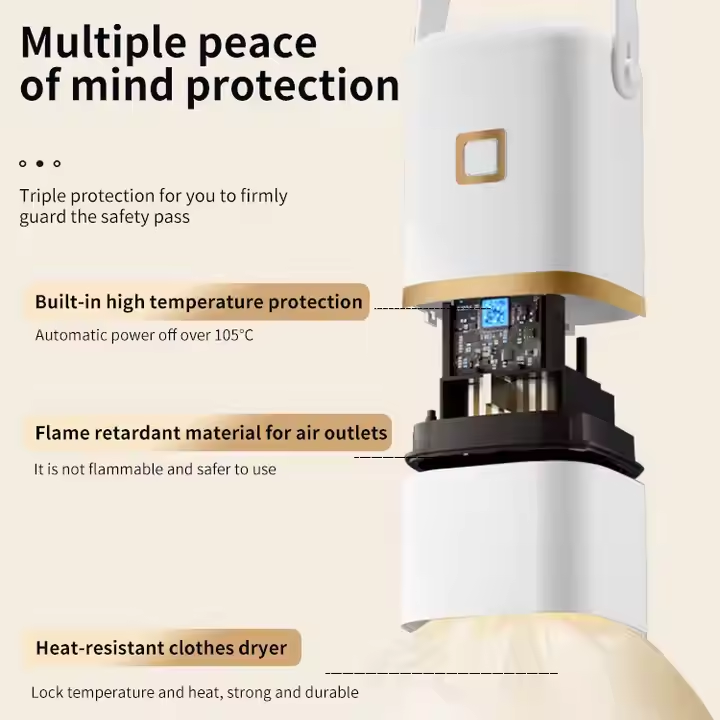 Multiple peace
of mind protection
Triple protection for you to firmly
guard the safety pass
Built-in high temperature protection
Automatic power off over 105°C
Flame retardant material for air outlets
It is not flammable and safer to use
Heat-resistant clothes dryer
Lock temperature and heat, strong and durable